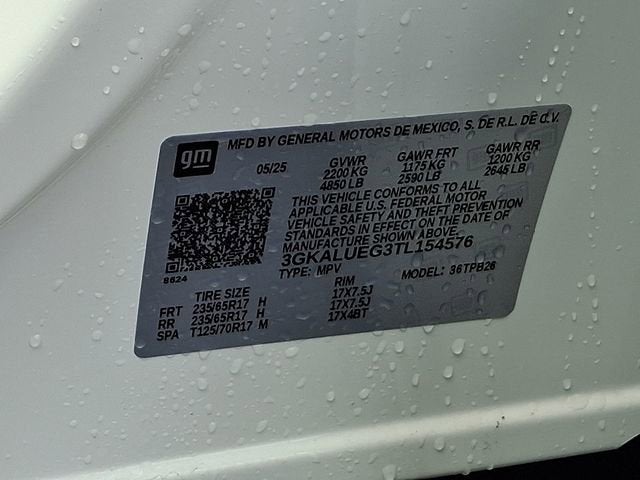 gm
MFD BY GENERAL MOTORS DE MEXICO, S. DE R.L. DE C.V.
05/25 GVWR GAWR FRT GAWR RR
2200 KG 1175 KG 1200 KG
4850 LB 2590 LB 2645 LB
THIS VEHICLE CONFORMS TO ALL
APPLICABLE U.S. FEDERAL MOTOR
VEHICLE SAFETY AND THEFT PREVENTION
STANDARDS IN EFFECT ON THE DATE OF
MANUFACTURE SHOWN ABOVE.
3GKALUEG3TL154576
TYPE: MPV MODEL: 36TPB26
8624
TIRE SIZE RIM
FRT 235/65R17 H 17X7.5J
RR 235/65R17 H 17X7.5J
SPA T125/70R17 M 17X4BT